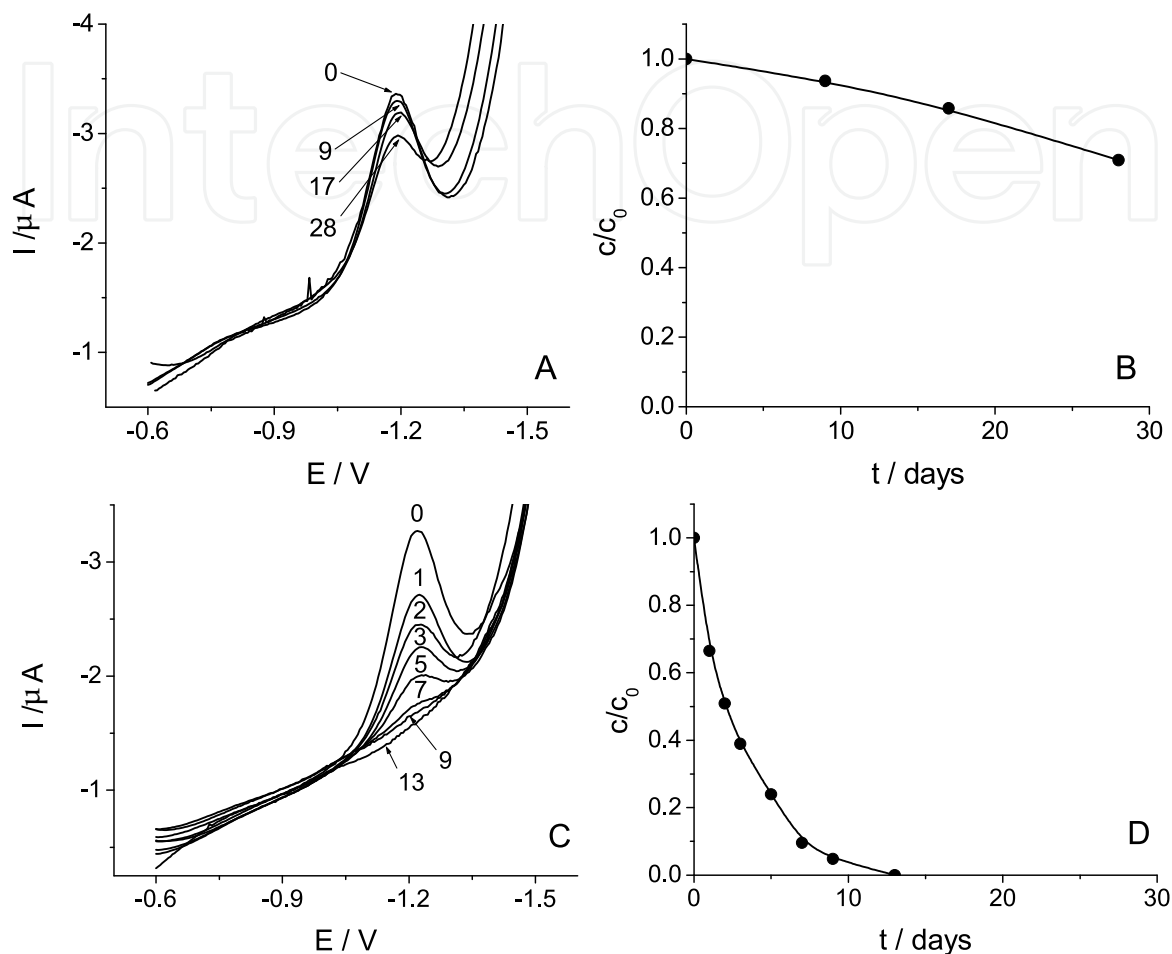 IntechOpen
-4
-3
-2
-1
I /μ A
0
9
17
28
A
-0.6 -0.9 -1.2 -1.5
E / V
1.0
0.8
0.6
0.4
0.2
0.0
c/c₀
B
0 10 20 30
t / days
-3
-2
-1
I /μ A
0
1
2
3
5
7
9
13
C
-0.6 -0.9 -1.2 -1.5
E / V
1.0
0.8
0.6
0.4
0.2
0.0
c/c₀
D
0 10 20 30
t / days